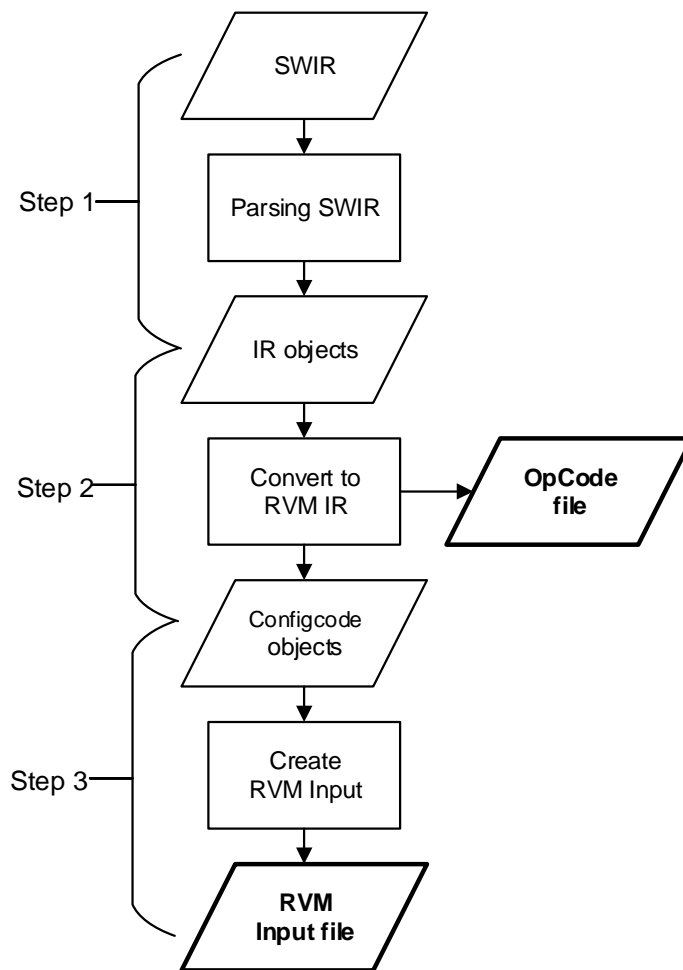 SWIR
Step 1
Parsing SWIR
IR objects
Step 2
Convert to
RVM IR
OpCode
file
Configcode
objects
Step 3
Create
RVM Input
RVM
Input file